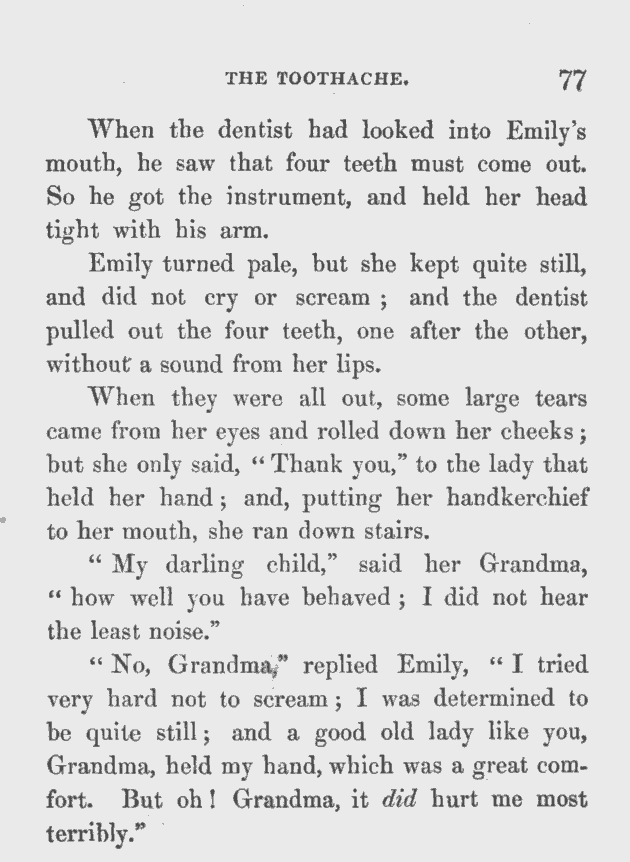 THE TOOTHACHE. 77
When the dentist had looked into Emily's
mouth, he saw that four teeth must come out.
So he got the instrument, and held her head
tight with his arm.
Emily turned pale, but she kept quite still,
and did not cry or scream ; and the dentist
pulled out the four teeth, one after the other,
without a sound from her lips.
When they were all out, some large tears
came from her eyes and rolled down her cheeks ;
but she only said, “ Thank you,” to the lady that
held her hand ; and, putting her handkerchief
to her mouth, she ran down stairs.
“ My darling child,” said her Grandma,
“ how well you have behaved ; I did not hear
the least noise.”
“ No, Grandma,” replied Emily, “ I tried
very hard not to scream ; I was determined to
be quite still ; and a good old lady like you,
Grandma, held my hand, which was a great com-
fort. But oh ! Grandma, it did hurt me most
terribly.”